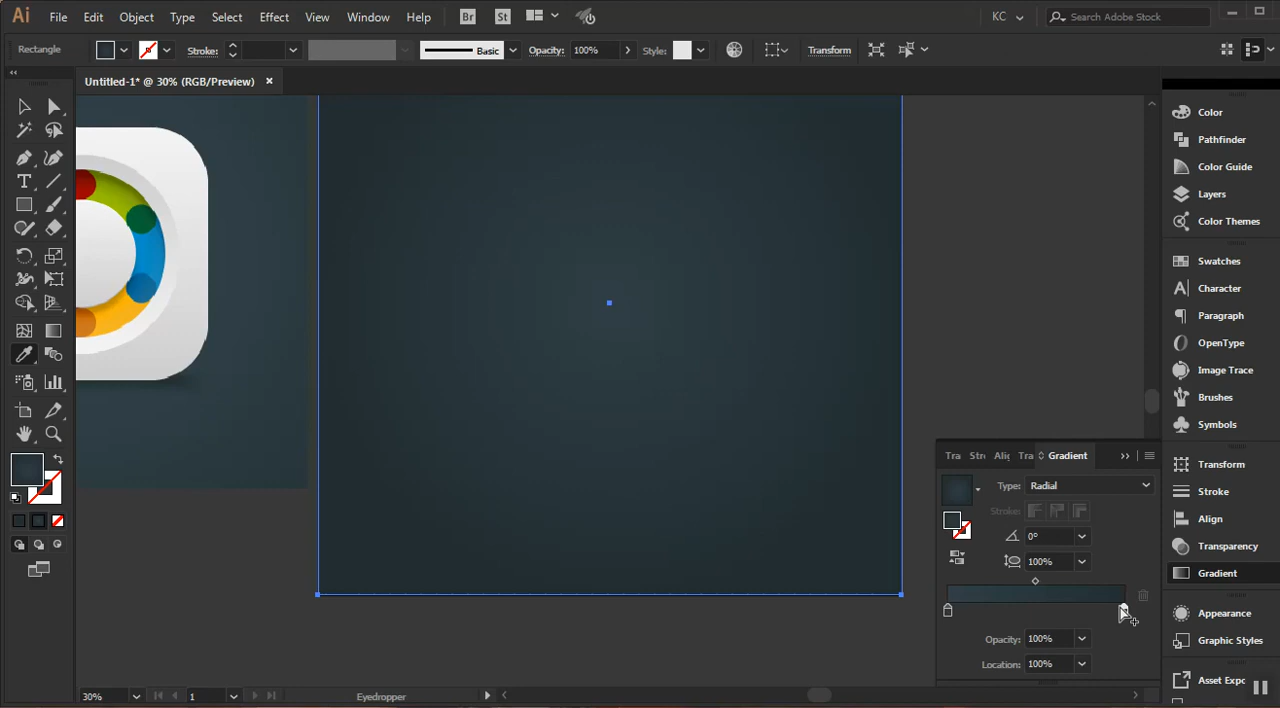 Ai File Edit Object Type Select Effect View Window Help Br St KC Search Adobe Stock
Rectangle Stroke: Basic Opacity: 100% Style: Transform
Untitled-1* @ 30% (RGB/Preview) ×
Color
Pathfinder
Color Guide
Layers
Color Themes
Swatches
Character
Paragraph
OpenType
Image Trace
Brushes
Symbols
Transform
Stroke
Align
Transparency
Gradient
Appearance
Graphic Styles
Asset Expo
Tra Stro Alig Tra Gradient
Type: Radial
Stroke:
0°
100%
Opacity: 100%
Location: 100%
30% 1 Eyedropper